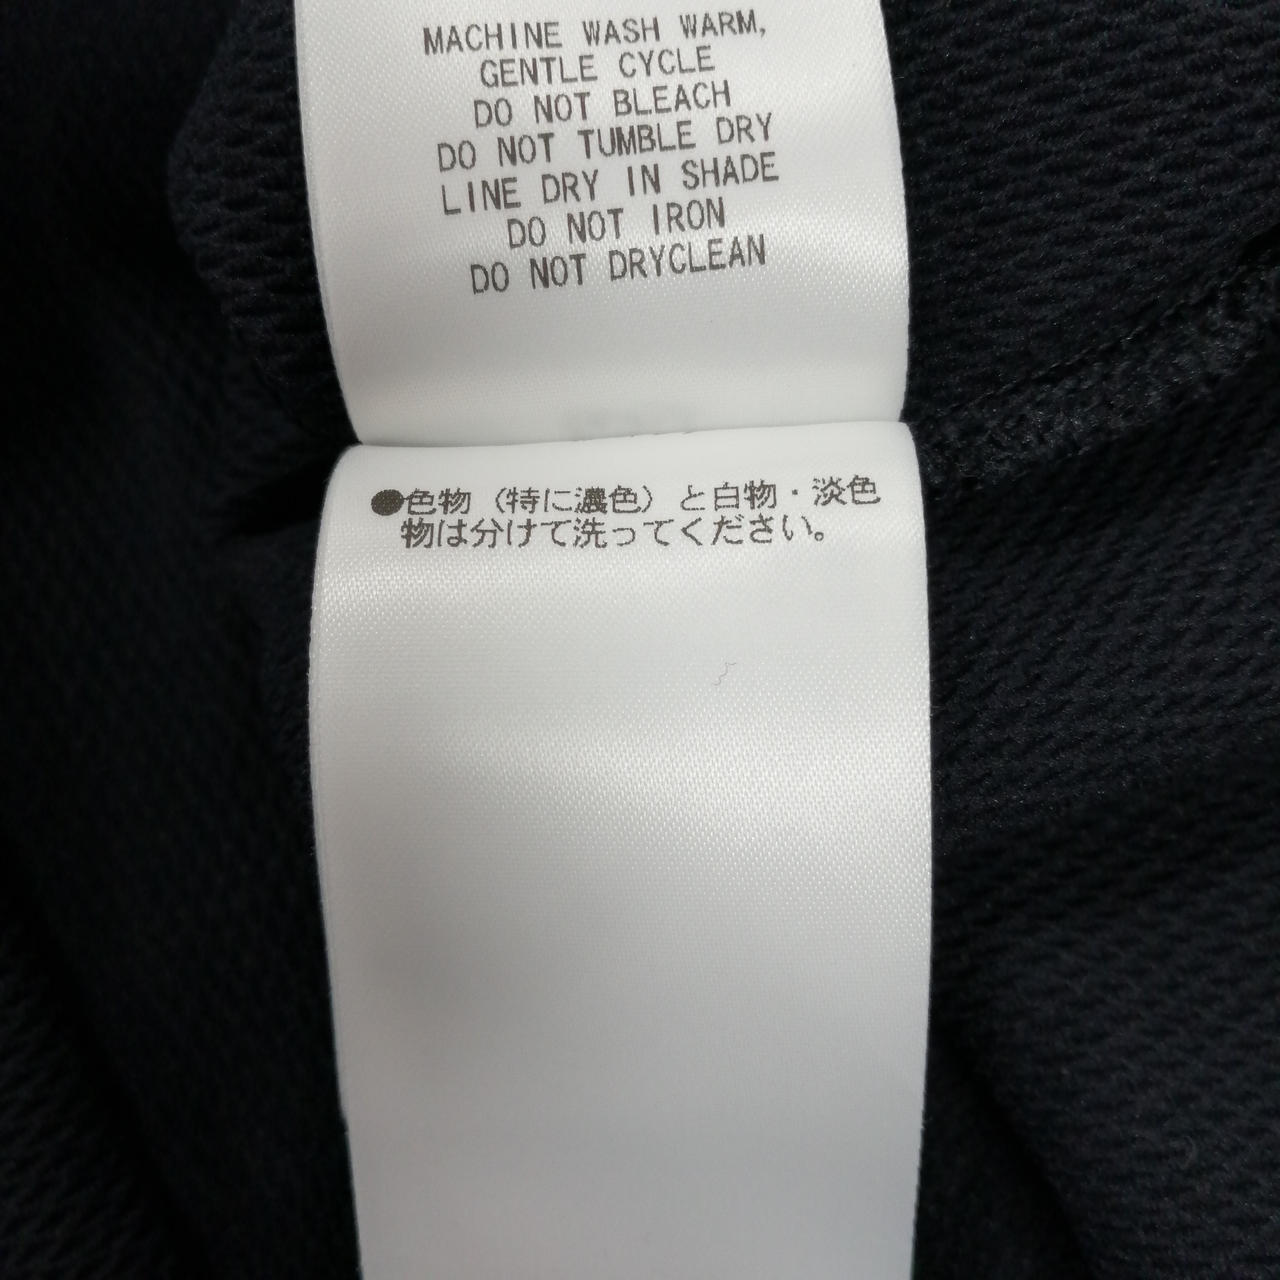 MACHINE WASH WARM,
GENTLE CYCLE
DO NOT BLEACH
DO NOT TUMBLE DRY
LINE DRY IN SHADE
DO NOT IRON
DO NOT DRYCLEAN
●色物(特に濃色)と白物・淡色
物は分けて洗ってください。